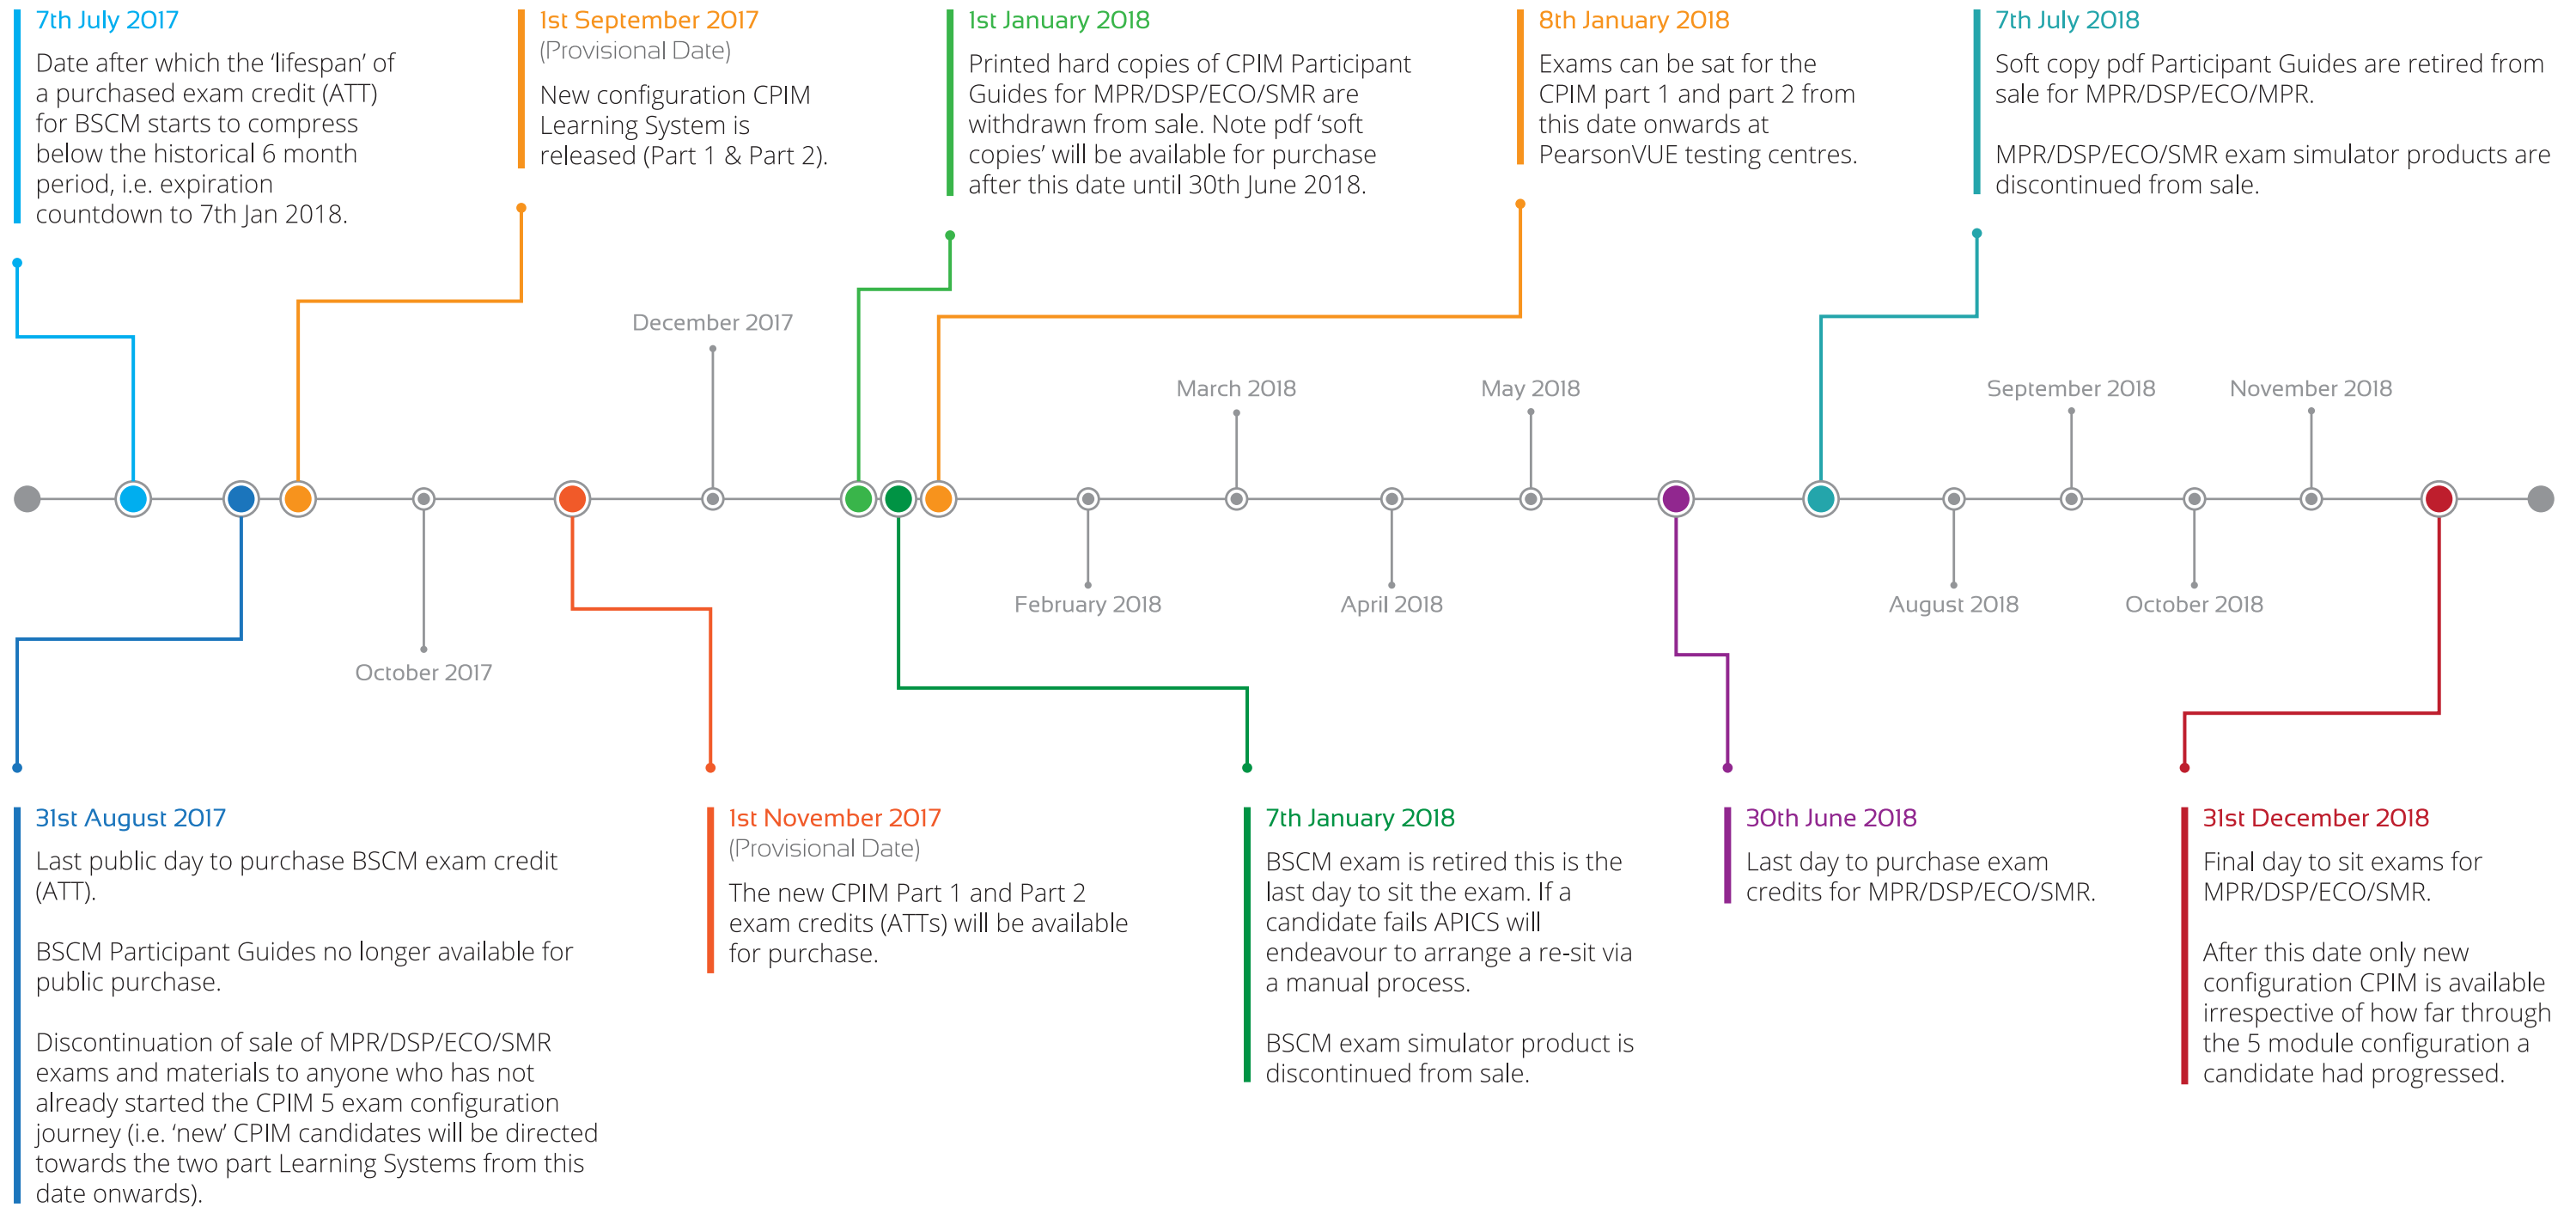 7th July 2017
Date after which the ‘lifespan’ of
a purchased exam credit (ATT)
for BSCM starts to compress
below the historical 6 month
period, i.e. expiration
countdown to 7th Jan 2018.
1st September 2017
(Provisional Date)
New configuration CPIM
Learning System is
released (Part 1 & Part 2).
1st January 2018
Printed hard copies of CPIM Participant
Guides for MPR/DSP/ECO/SMR are
withdrawn from sale. Note pdf ‘soft
copies’ will be available for purchase
after this date until 30th June 2018.
8th January 2018
Exams can be sat for the
CPIM part 1 and part 2 from
this date onwards at
PearsonVUE testing centres.
7th July 2018
Soft copy pdf Participant Guides are retired from
sale for MPR/DSP/ECO/MPR.
MPR/DSP/ECO/SMR exam simulator products are
discontinued from sale.
December 2017
March 2018
May 2018
September 2018
November 2018
October 2017
February 2018
April 2018
August 2018
October 2018
31st August 2017
Last public day to purchase BSCM exam credit
(ATT).
BSCM Participant Guides no longer available for
public purchase.
Discontinuation of sale of MPR/DSP/ECO/SMR
exams and materials to anyone who has not
already started the CPIM 5 exam configuration
journey (i.e. ‘new’ CPIM candidates will be directed
towards the two part Learning Systems from this
date onwards).
1st November 2017
(Provisional Date)
The new CPIM Part 1 and Part 2
exam credits (ATTs) will be available
for purchase.
7th January 2018
BSCM exam is retired this is the
last day to sit the exam. If a
candidate fails APICS will
endeavour to arrange a re-sit via
a manual process.
BSCM exam simulator product is
discontinued from sale.
30th June 2018
Last day to purchase exam
credits for MPR/DSP/ECO/SMR.
31st December 2018
Final day to sit exams for
MPR/DSP/ECO/SMR.
After this date only new
configuration CPIM is available
irrespective of how far through
the 5 module configuration a
candidate had progressed.